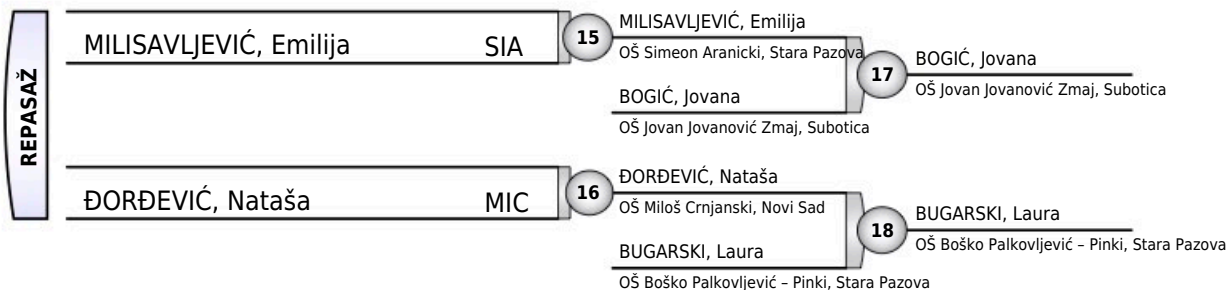 REPASAŽ
MILISAVLJEVIĆ, Emilija SIA
15
MILISAVLJEVIĆ, Emilija
OŠ Simeon Aranicki, Stara Pazova
BOGIĆ, Jovana
OŠ Jovan Jovanović Zmaj, Subotica
17
BOGIĆ, Jovana
OŠ Jovan Jovanović Zmaj, Subotica
ĐORĐEVIĆ, Nataša MIC
16
ĐORĐEVIĆ, Nataša
OŠ Miloš Crnjanski, Novi Sad
BUGARSKI, Laura
OŠ Boško Palkovljević – Pinki, Stara Pazova
18
BUGARSKI, Laura
OŠ Boško Palkovljević – Pinki, Stara Pazova